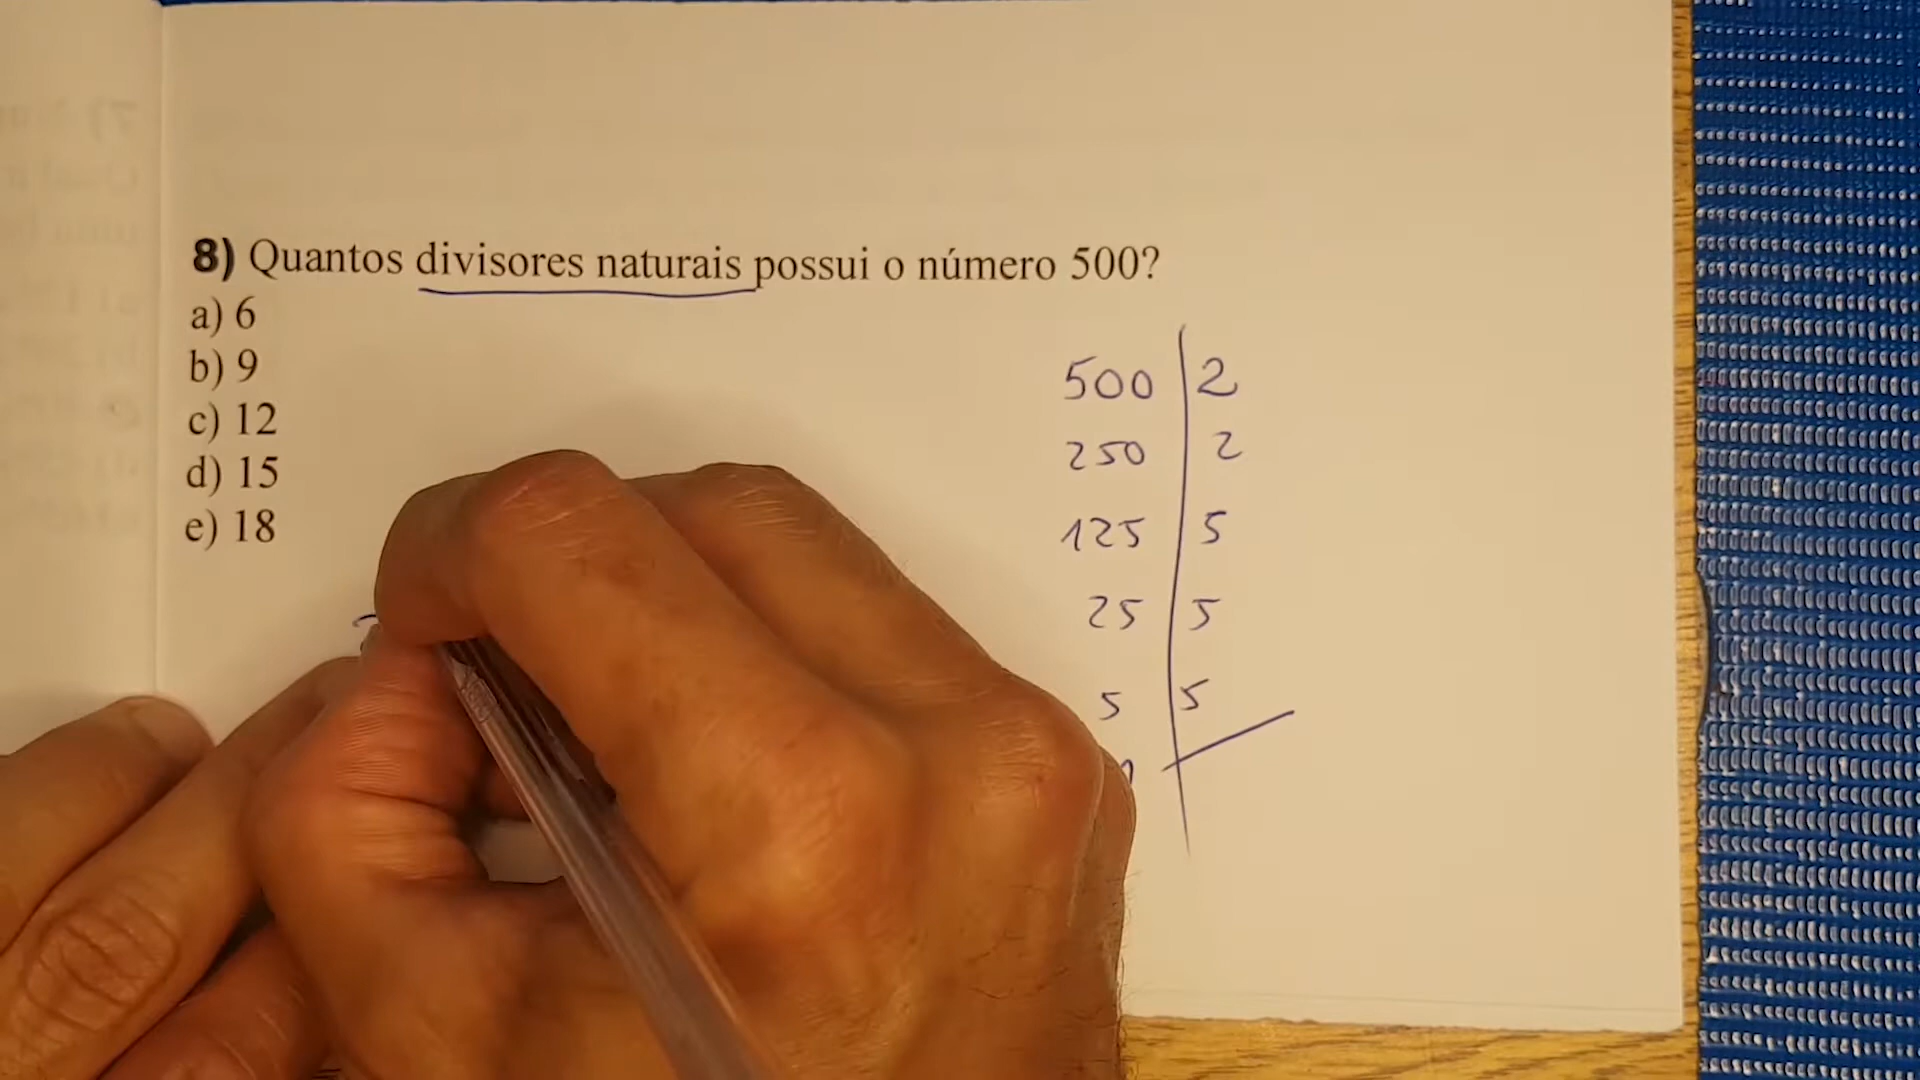 8) Quantos divisores naturais possui o número 500?
a) 6
b) 9
c) 12
d) 15
e) 18
500 2
250 2
125 5
25 5
5 5